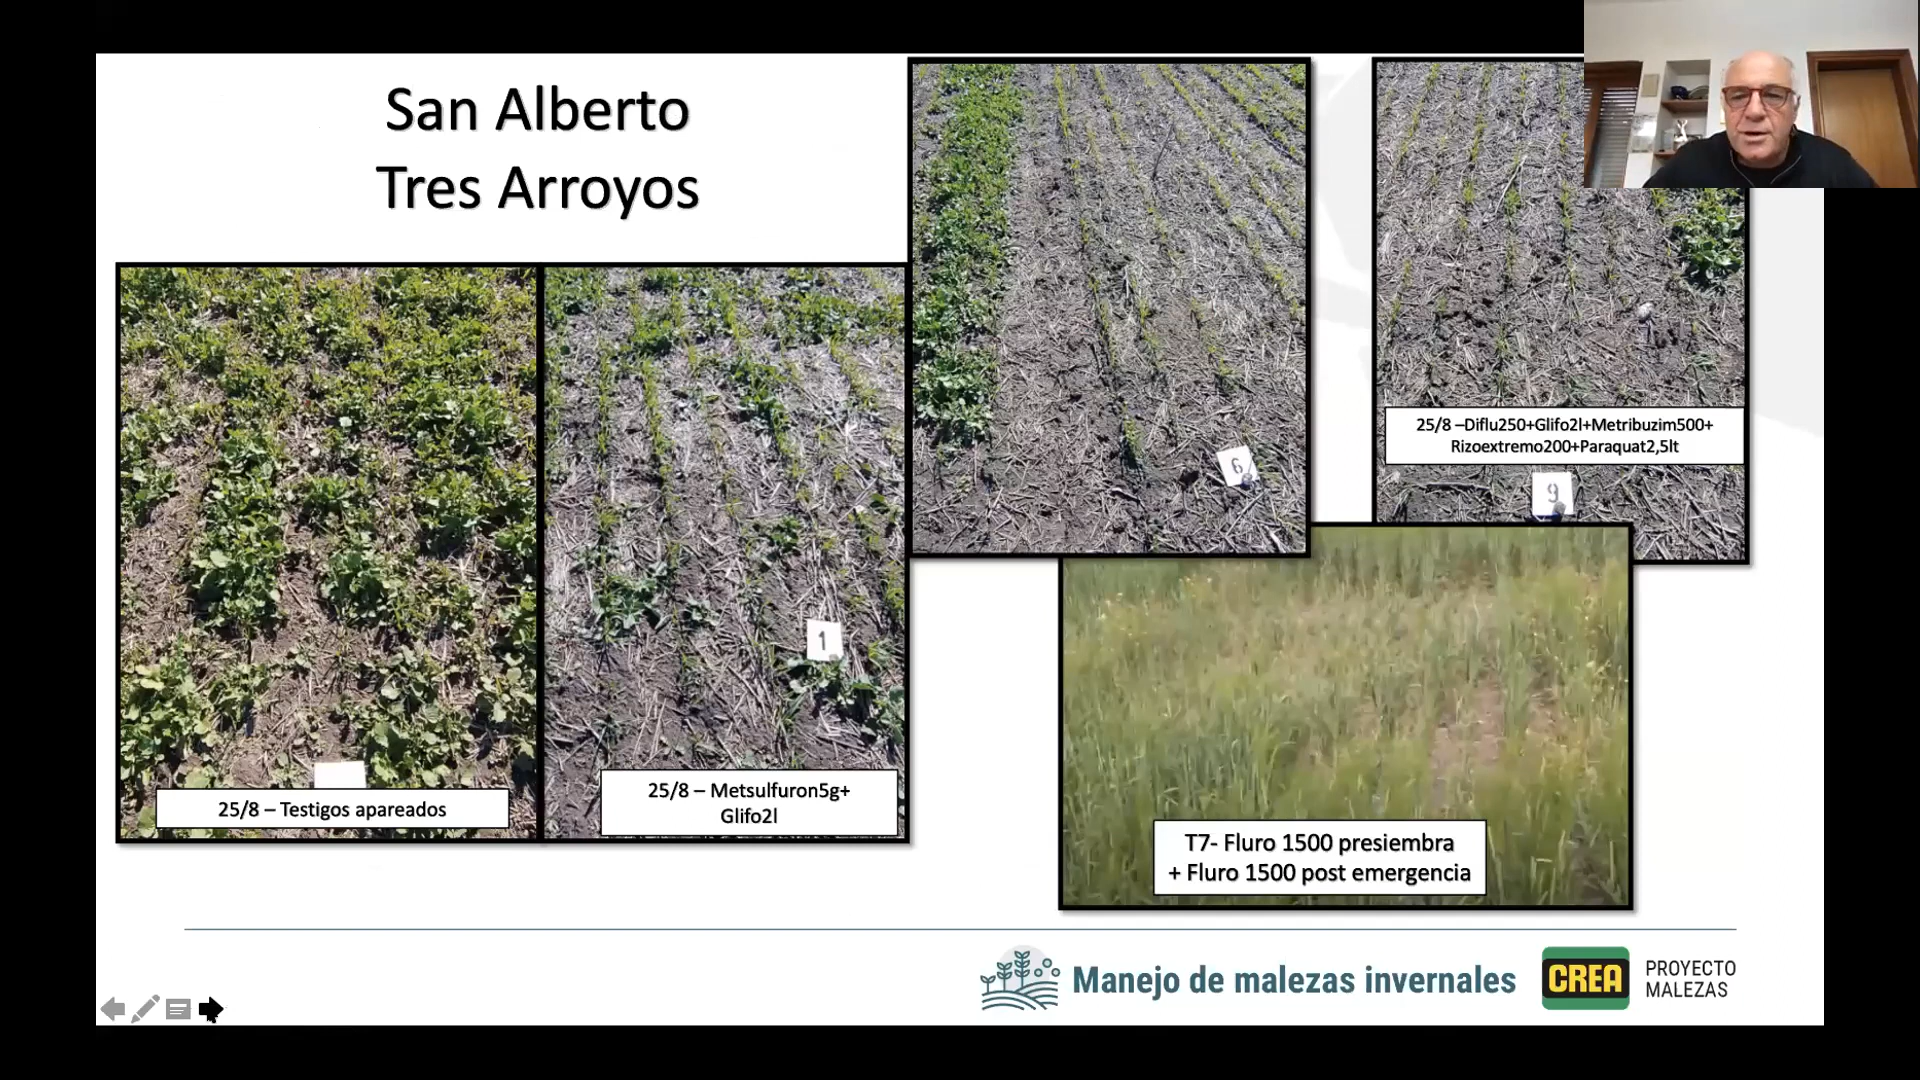 San Alberto
Tres Arroyos
25/8 – Testigos apareados
25/8 – Metsulfuron5g+
Glifo2l
1
6
25/8 –Diflu250+Glifo2l+Metribuzim500+
Rizoextremo200+Paraquat2,5lt
9
T7- Fluro 1500 presiembra
+ Fluro 1500 post emergencia
Manejo de malezas invernales
CREA
PROYECTO
MALEZAS